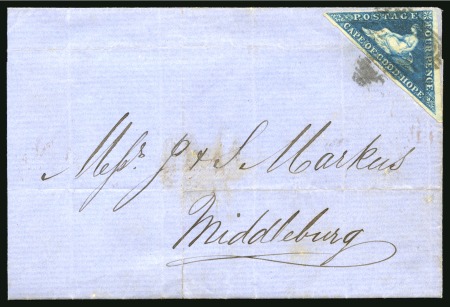 POSTAGE
FOUR PENCE
CAPE OF GOOD HOPE
Messrs J & S Markus
Middleburg